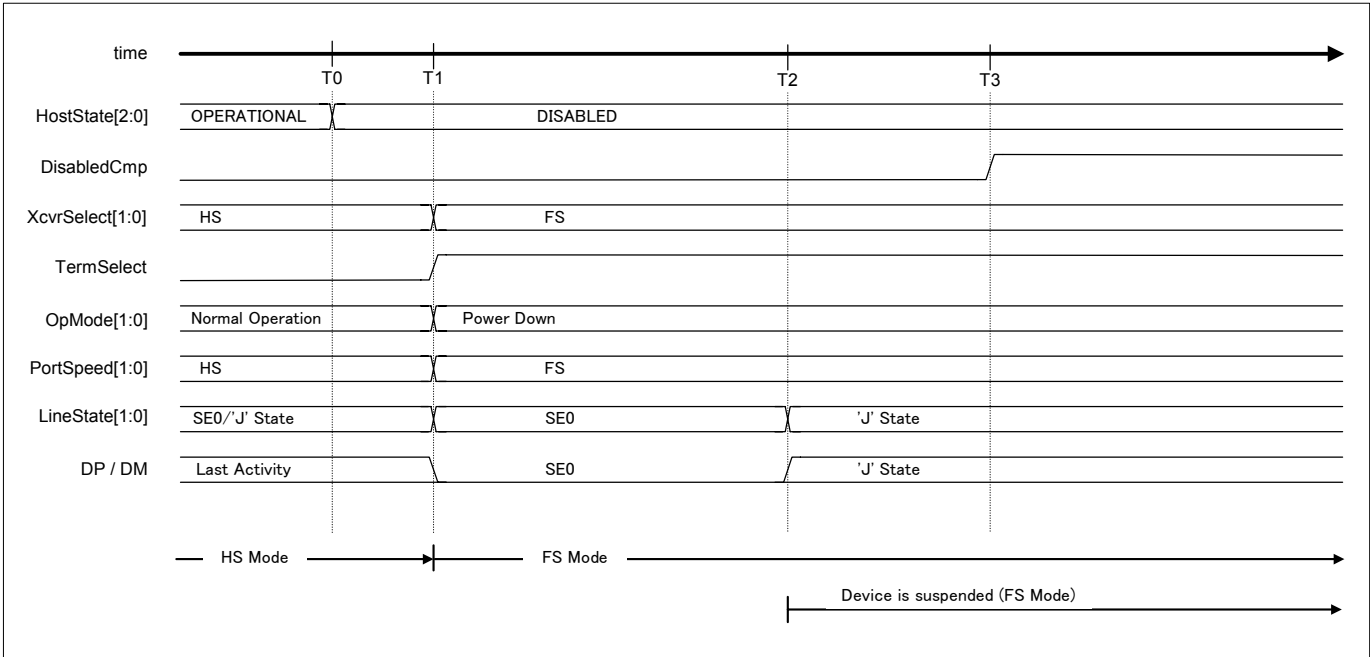 time
T0 T1 T2 T3
HostState[2:0] OPERATIONAL DISABLED
DisabledCmp
XcvrSelect[1:0] HS FS
TermSelect
OpMode[1:0] Normal Operation Power Down
PortSpeed[1:0] HS FS
LineState[1:0] SE0/'J' State SE0 'J' State
DP / DM Last Activity SE0 'J' State
HS Mode FS Mode
Device is suspended (FS Mode)